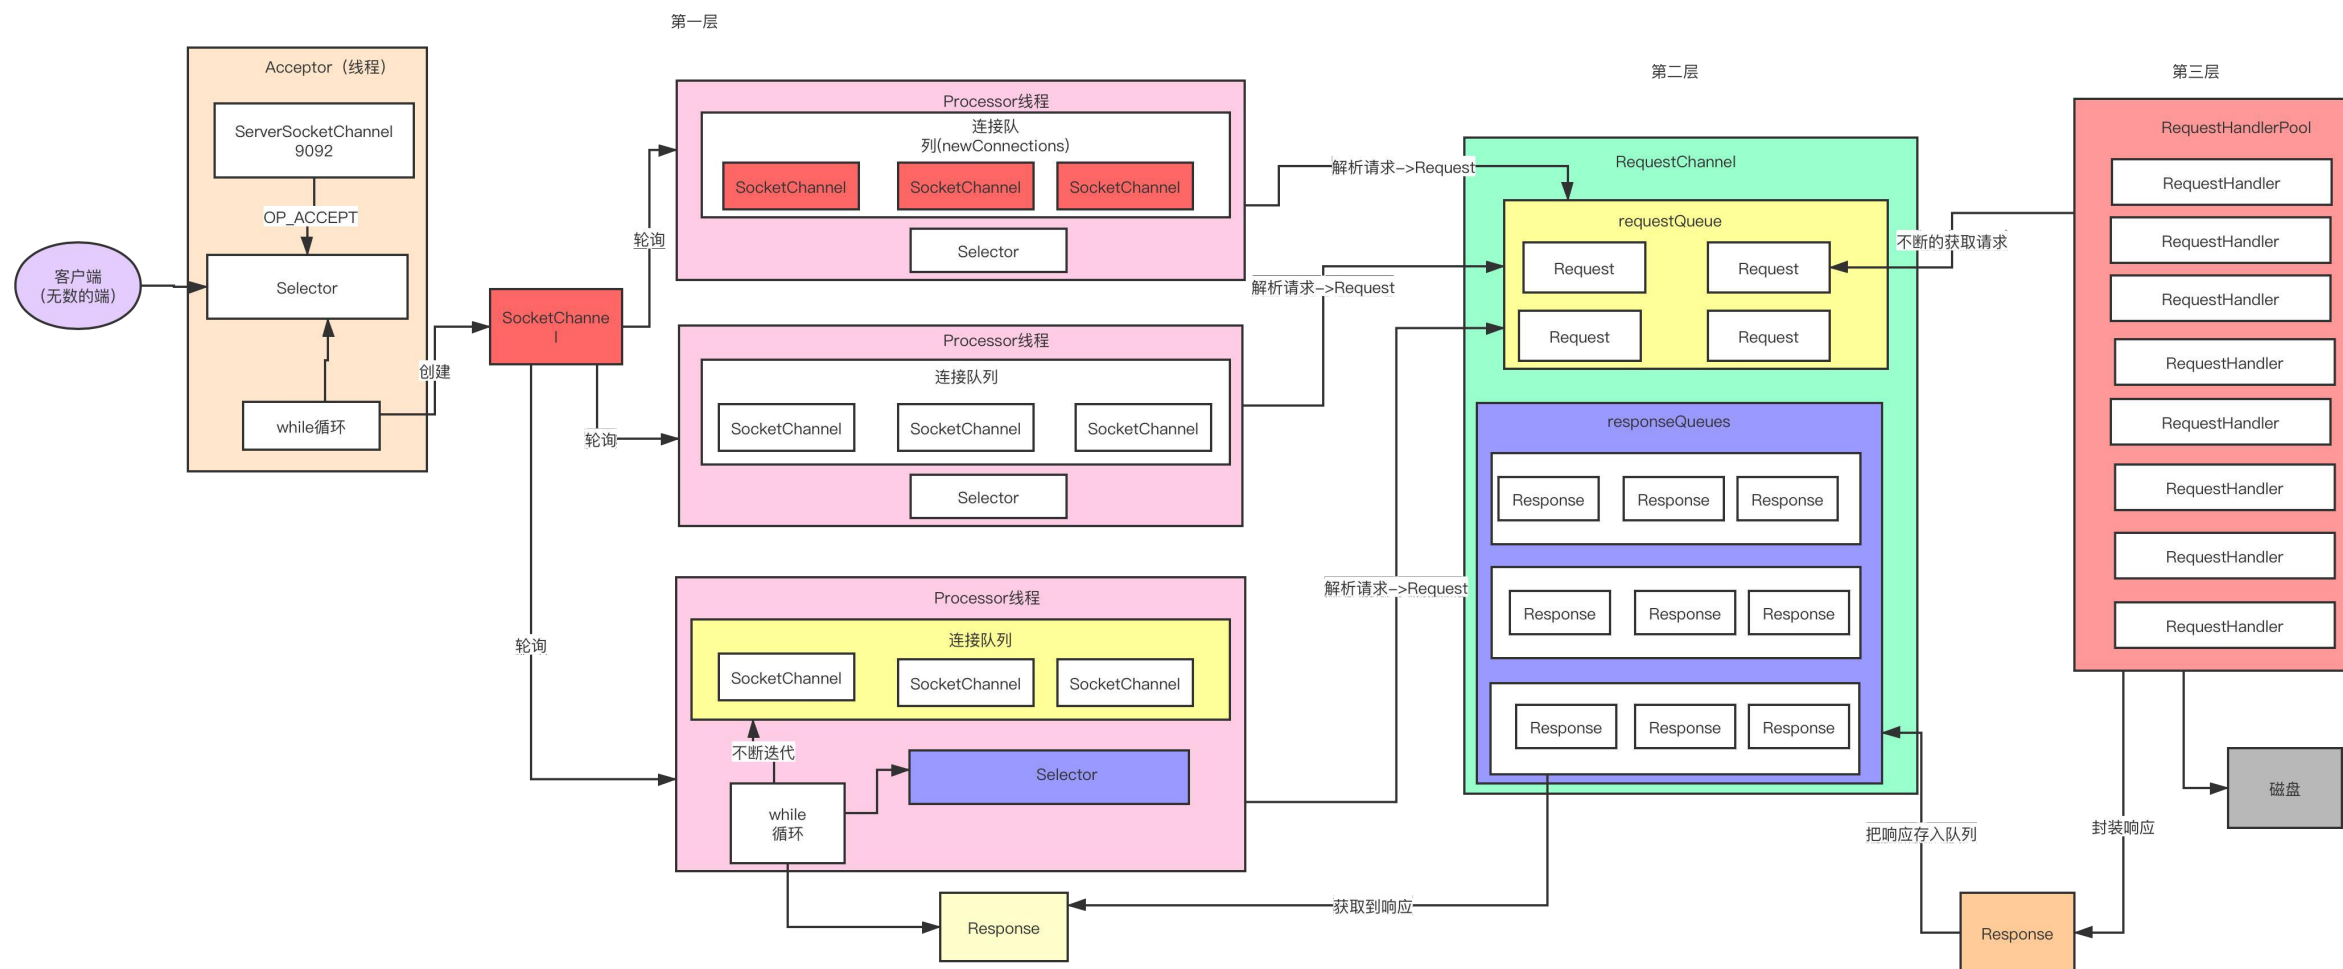 第一层
Acceptor（线程）
ServerSocketChannel
9092
OP_ACCEPT
Selector
while循环
客户端
（无数的端）
创建
SocketChanne
l
轮询
轮询
轮询
Processor线程
连接队
列(newConnections)
SocketChannel
SocketChannel
SocketChannel
Selector
Processor线程
连接队列
SocketChannel
SocketChannel
SocketChannel
Selector
Processor线程
连接队列
SocketChannel
SocketChannel
SocketChannel
不断迭代
while
循环
Selector
Response
解析请求->Request
解析请求->Request
解析请求->Request
获取到响应
第二层
RequestChannel
requestQueue
Request
Request
Request
Request
responseQueues
Response
Response
Response
Response
Response
Response
Response
Response
Response
不断的获取请求
把响应存入队列
第三层
RequestHandlerPool
RequestHandler
RequestHandler
RequestHandler
RequestHandler
RequestHandler
RequestHandler
RequestHandler
RequestHandler
封装响应
磁盘
Response